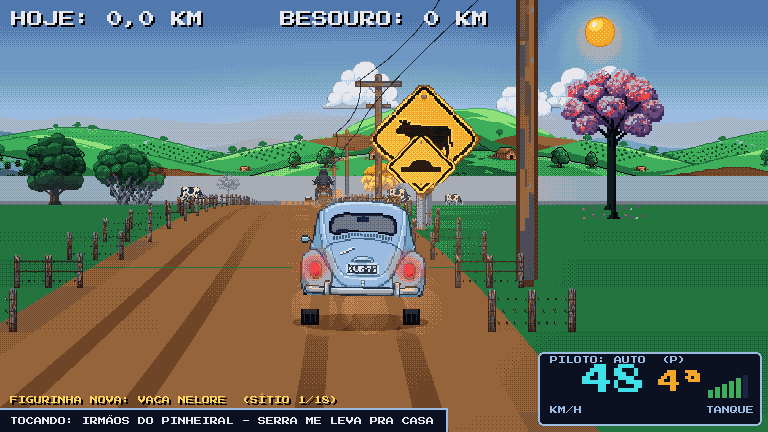 HOJE: 0,0 KM
BESOURO: 0 KM
PILOTO: AUTO (P)
48 4ª
KM/H TANQUE
FIGURINHA NOVA: VACA NELORE (SÍTIO 1/18)
TOCANDO: IRMÃOS DO PINHEIRAL - SERRA ME LEVA PRA CASA